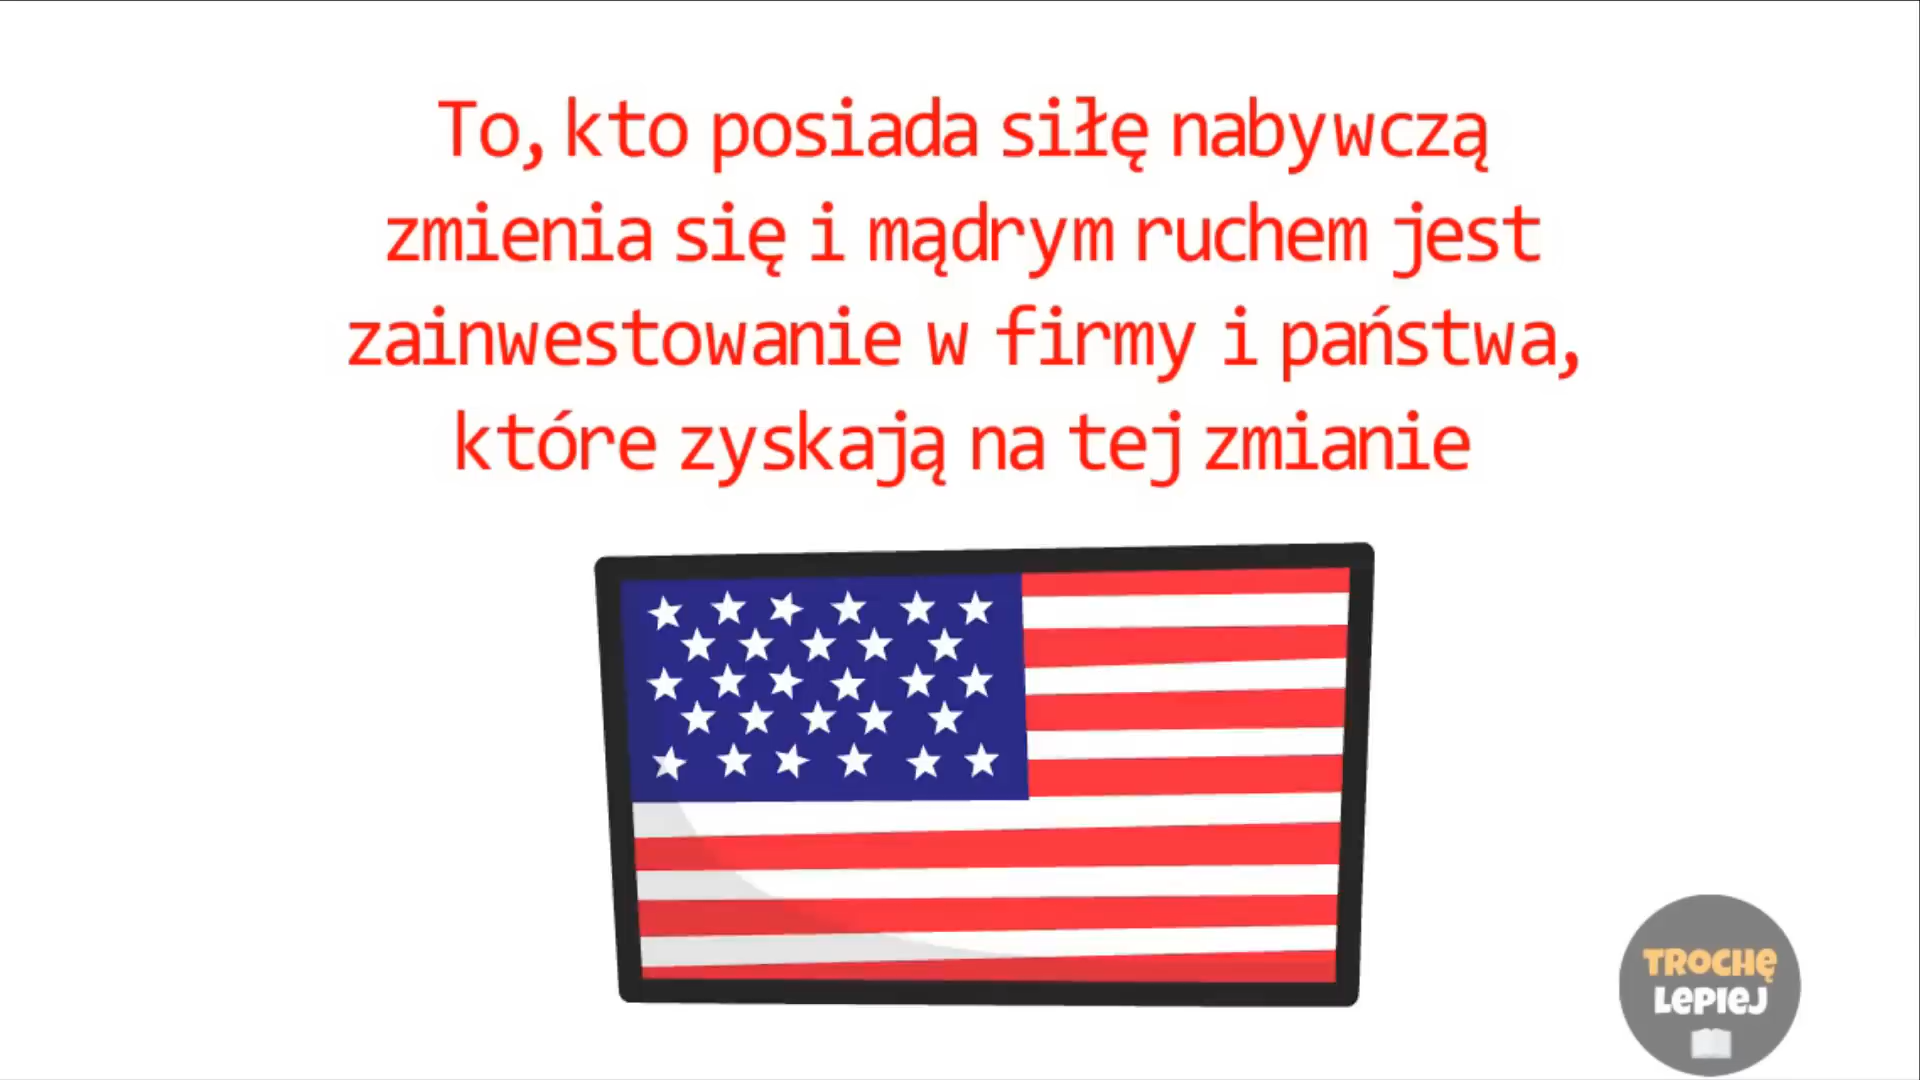 To, kto posiada siłę nabywczą
zmienia się i mądrym ruchem jest
zainwestowanie w firmy i państwa,
które zyskają na tej zmianie
TROCHĘ
LEPIEJ